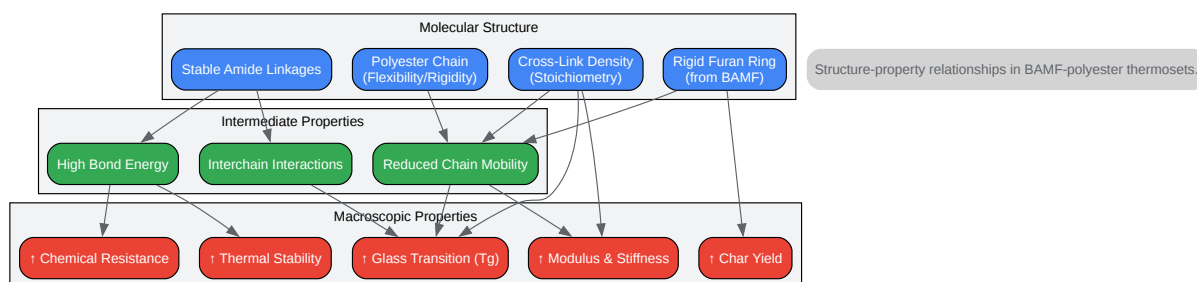 Molecular Structure
Stable Amide Linkages
Polyester Chain
(Flexibility/Rigidity)
Cross-Link Density
(Stoichiometry)
Rigid Furan Ring
(from BAMF)
Structure-property relationships in BAMF-polyester thermosets.
Intermediate Properties
High Bond Energy
Interchain Interactions
Reduced Chain Mobility
Macroscopic Properties
↑ Chemical Resistance
↑ Thermal Stability
↑ Glass Transition (Tg)
↑ Modulus & Stiffness
↑ Char Yield